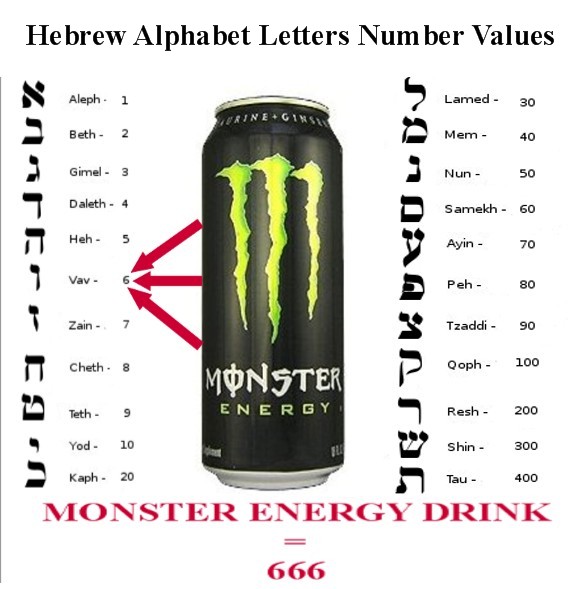 Hebrew Alphabet Letters Number Values
א Aleph - 1
ב Beth - 2
ג Gimel - 3
ד Daleth - 4
ה Heh - 5
ו Vav - 6
ז Zain - 7
ח Cheth - 8
ט Teth - 9
י Yod - 10
Kaph - 20
AURINE+GINSE
MONSTER
ENERGY
ל Lamed - 30
מ Mem - 40
נ Nun - 50
ס Samekh - 60
ע Ayin - 70
פ Peh - 80
צ Tzaddi - 90
ק Qoph - 100
ר Resh - 200
ש Shin - 300
ת Tau - 400
MONSTER ENERGY DRINK
=
666